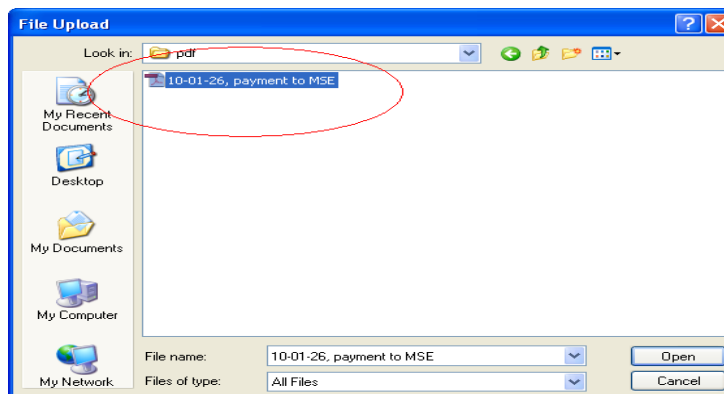 File Upload
Look in: pdf
10-01-26, payment to MSE
My Recent
Documents
Desktop
My Documents
My Computer
My Network
File name: 10-01-26, payment to MSE Open
Files of type: All Files Cancel